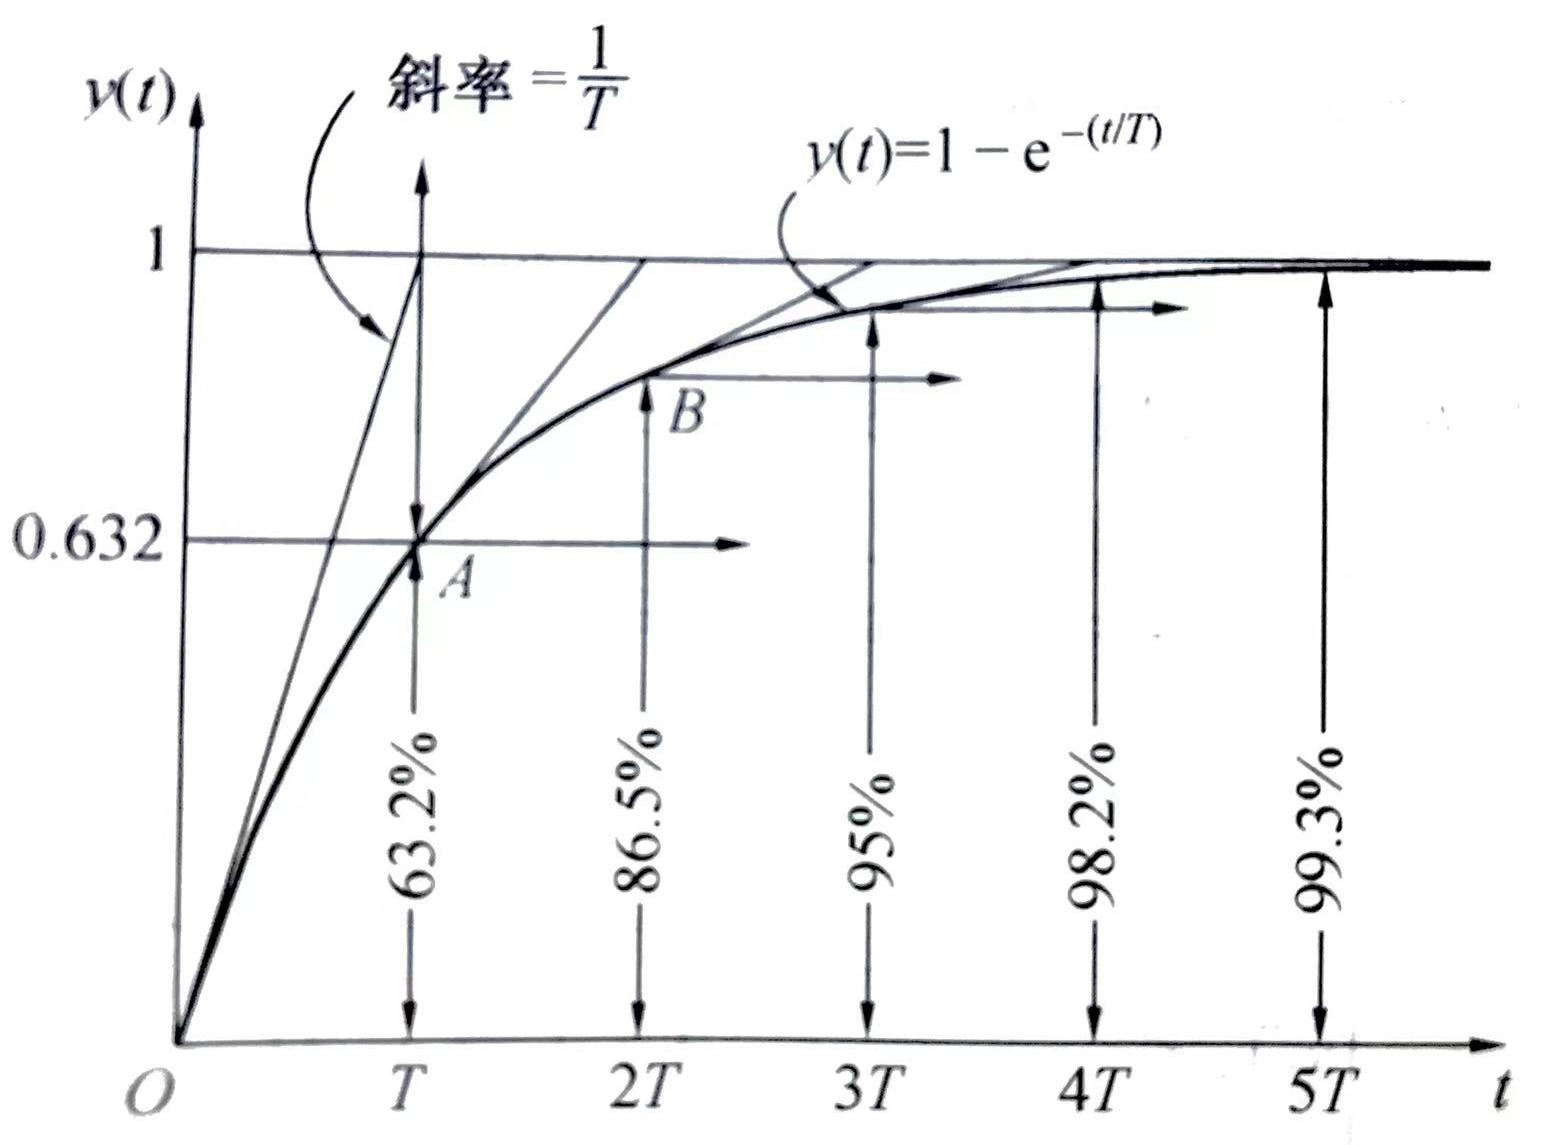 斜率 = 1/T
y(t)
y(t)=1-e^{-(t/T)}
1
B
0.632
A
63.2%
86.5%
95%
98.2%
99.3%
O
T
2T
3T
4T
5T
t